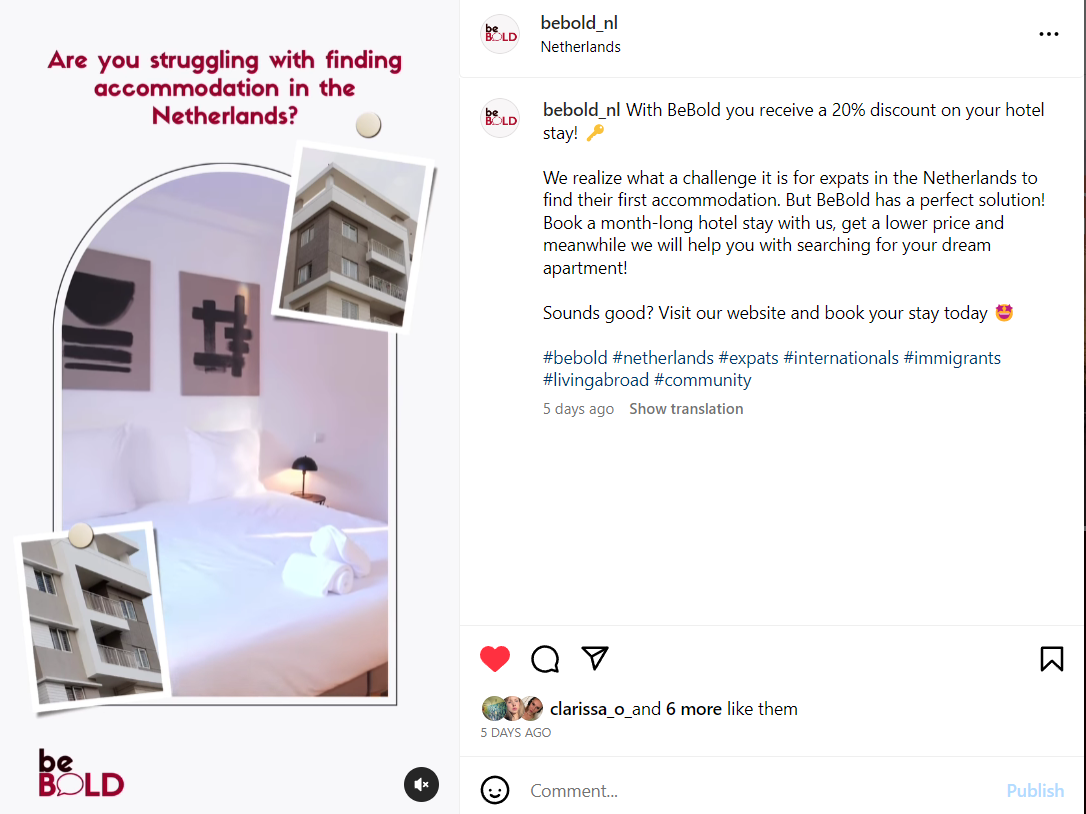 Are you struggling with finding
accommodation in the
Netherlands?
be
BOLD
be
BOLD
bebold_nl
Netherlands
be
BOLD
bebold_nl With BeBold you receive a 20% discount on your hotel
stay! 🔑
We realize what a challenge it is for expats in the Netherlands to
find their first accommodation. But BeBold has a perfect solution!
Book a month-long hotel stay with us, get a lower price and
meanwhile we will help you with searching for your dream
apartment!
Sounds good? Visit our website and book your stay today 🤩
#bebold #netherlands #expats #internationals #immigrants
#livingabroad #community
5 days ago Show translation
clarissa_o_and 6 more like them
5 DAYS AGO
Comment...
Publish